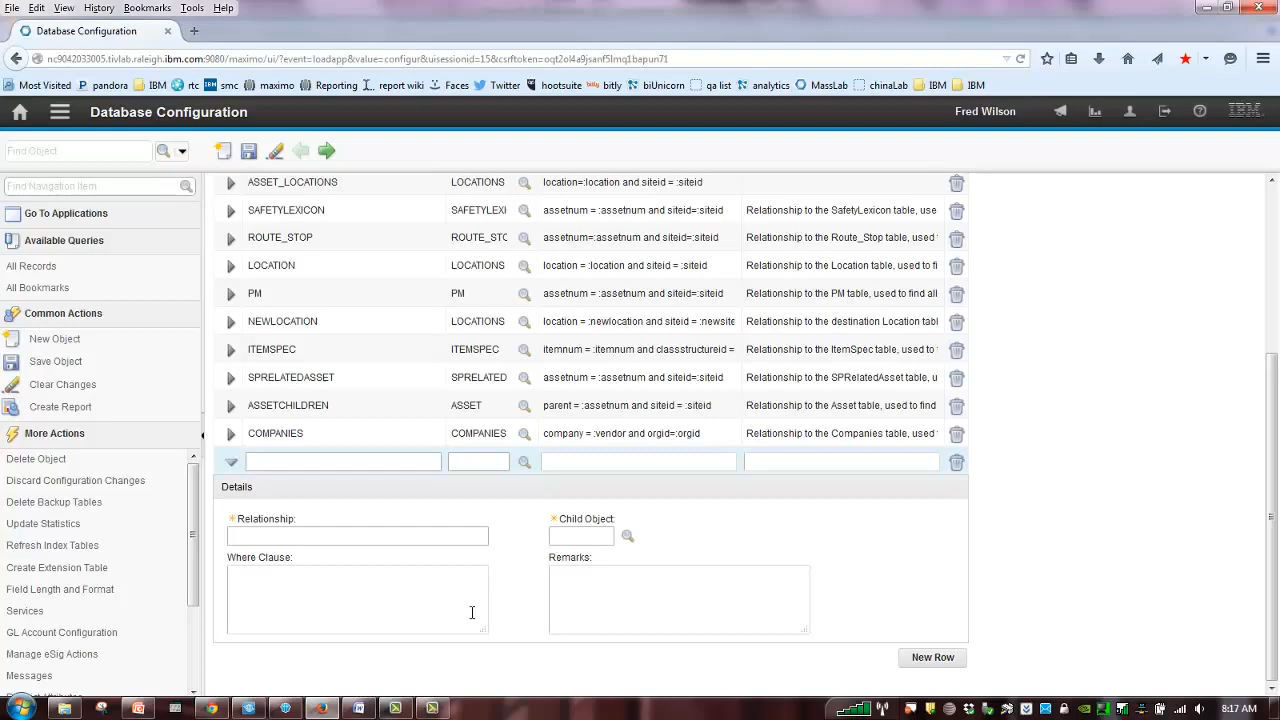 File Edit View History Bookmarks Tools Help
Database Configuration
nc9042033005.tivlab.raleigh.ibm.com:9080/maximo/ui/?event=loadapp&value=configur&uisessionid=15&csrftoken=oqt2ol4a9jsanf5lmq1bapun71
Most Visited pandora IBM rtc smc maximo Reporting report wiki Faces Twitter hootsuite bitly biUnicorn qa list analytics MassLab chinaLab IBM IBM
Database Configuration Fred Wilson IBM
Find Object
Find Navigation Item
Go To Applications
Available Queries
All Records
All Bookmarks
Common Actions
New Object
Save Object
Clear Changes
Create Report
More Actions
Delete Object
Discard Configuration Changes
Delete Backup Tables
Update Statistics
Refresh Index Tables
Create Extension Table
Field Length and Format
Services
GL Account Configuration
Manage eSig Actions
Messages
ASSET_LOCATIONS LOCATIONS location=:location and siteid = :siteid
SAFETYLEXICON SAFETYLEXI assetnum = :assetnum and siteid=:siteid Relationship to the SafetyLexicon table, use
ROUTE_STOP ROUTE_STC assetnum=:assetnum and siteid=:siteid Relationship to the Route_Stop table, used
LOCATION LOCATIONS location = :location and siteid = :siteid Relationship to the Location table, used to fi
PM PM assetnum = :assetnum and siteid=:siteid Relationship to the PM table, used to find all
NEWLOCATION LOCATIONS location = :newlocation and siteid = :newsite Relationship to the destination Location tabl
ITEMSPEC ITEMSPEC itemnum = :itemnum and classstructureid = Relationship to the ItemSpec table, used to
SPRELATEDASSET SPRELATED assetnum = :assetnum and siteid=:siteid Relationship to the SPRelatedAsset table, u
ASSETCHILDREN ASSET parent = :assetnum and siteid = :siteid Relationship to the Asset table, used to find
COMPANIES COMPANIES company = :vendor and orgid=:orgid Relationship to the Companies table, used
Details
Relationship: Child Object:
Where Clause: Remarks:
New Row
8:17 AM